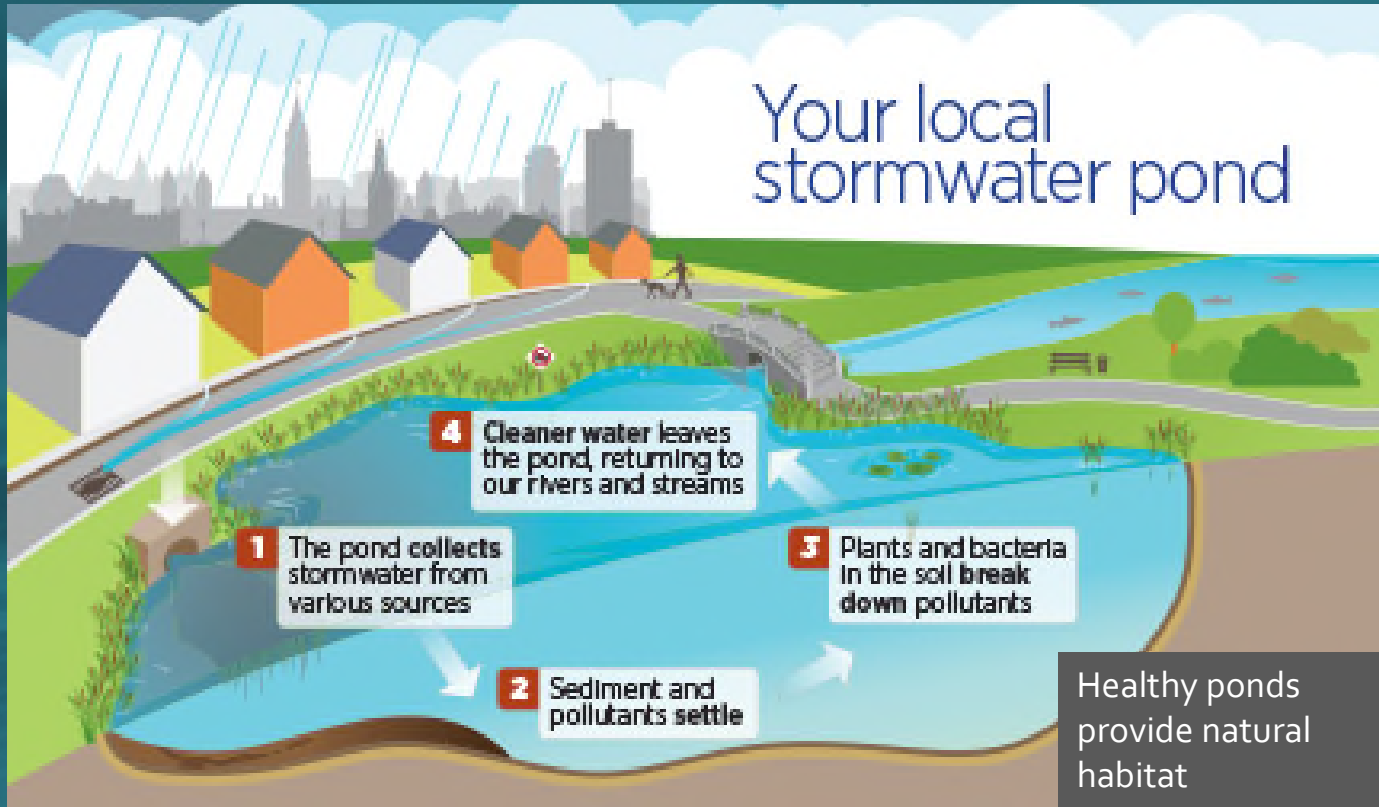 Your local
stormwater pond
4 Cleaner water leaves
the pond, returning to
our rivers and streams
1 The pond collects
stormwater from
various sources
3 Plants and bacteria
in the soil break
down pollutants
2 Sediment and
pollutants settle
Healthy ponds
provide natural
habitat